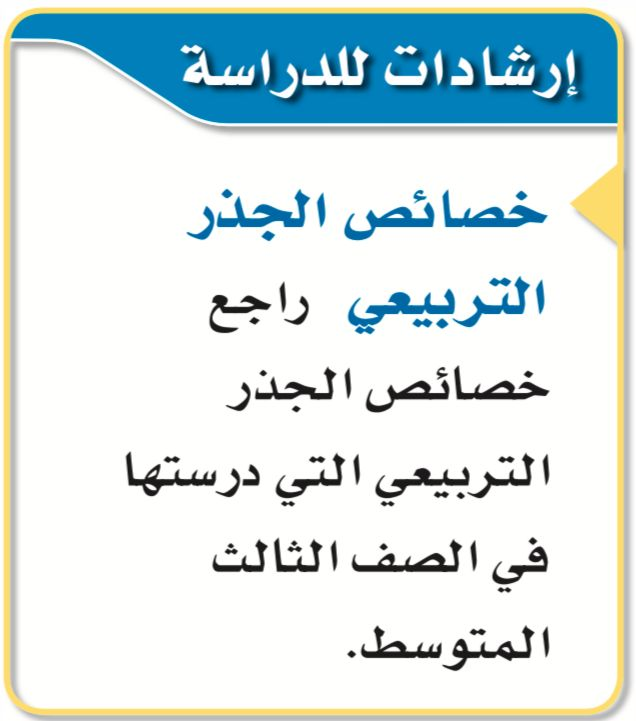 إرشادات للدراسة
خصائص الجذر
التربيعي راجع
خصائص الجذر
التربيعي التي درستها
في الصف الثالث
المتوسط.